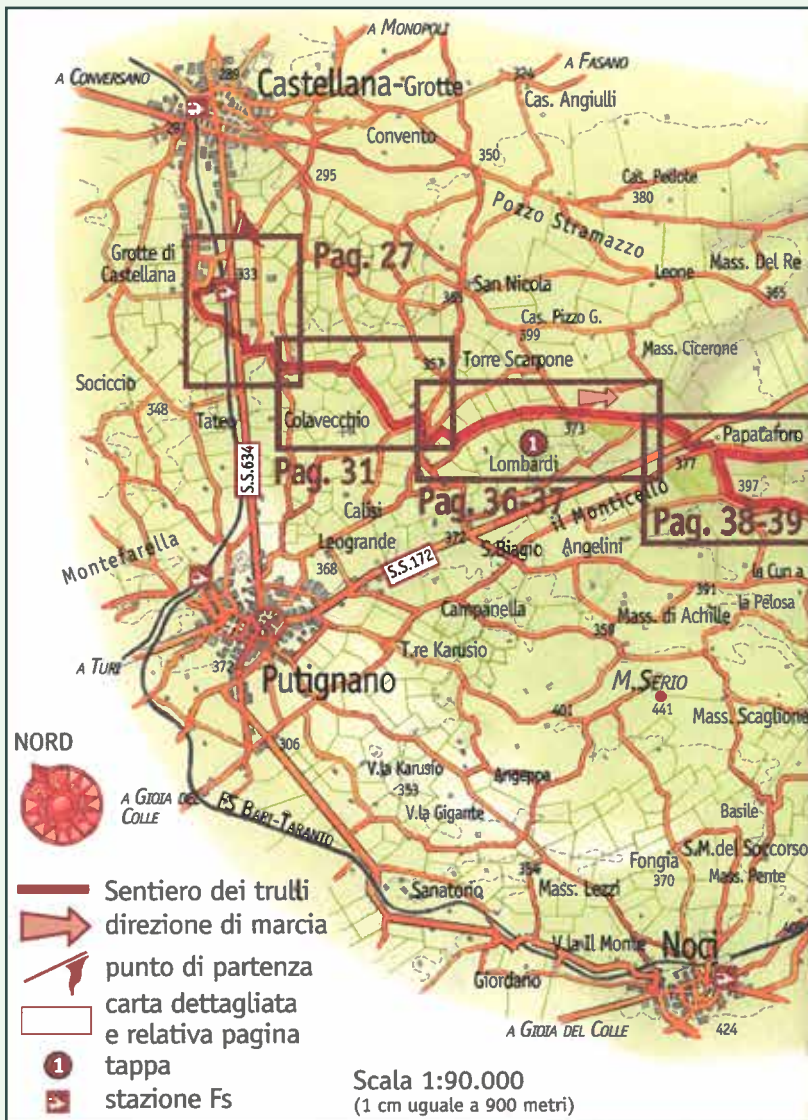 A MONOPOLI
A CONVERSANO
289
Castellana-Grotte
A FASANO
324
Cas. Angiulli
297
Convento
350
295
Cas. Pedote
380
Pozzo Stramazzo
Grotte di
Castellana
333
Pag. 27
San Nicola
Leone
Mass. Del Re
365
Cas. Pizzo G.
399
Mass. Cicerone
357
Torre Scarpone
Sociccio
348
Tateo
Colavecchio
373
1
Lombardi
Papataforo
377
397
S.S.634
Pag. 31
Pag. 36-37
Pag. 38-39
Calisi
il Monticello
Montefarella
Leogrande
368
372
S.Biagio
Angelini
S.S.172
391
la Pelosa
Campanella
Mass. di Achille
359
T.re Karusio
A TURI
372
Putignano
M.SERIO
441
401
Mass. Scaglione
306
NORD
V.la Karusio
353
Angeppa
A GIOIA DEL
COLLE
FS BARI-TARANTO
V.la Gigante
Basile
Fongia
370
S.M.del Soccorso
Mass. Pente
Sanatorio
Mass. Lezzi
Sentiero dei trulli
direzione di marcia
V.la Il Monte
Noci
punto di partenza
Giordano
carta dettagliata
e relativa pagina
A GIOIA DEL COLLE
424
1
tappa
stazione Fs
Scala 1:90.000
(1 cm uguale a 900 metri)